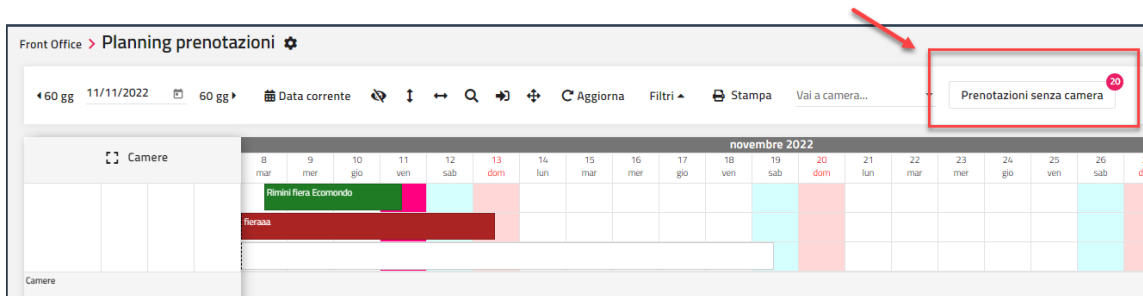 Front Office > Planning prenotazioni
20
60 gg 11/11/2022 60 gg Data corrente Aggiorna Filtri Stampa Vai a camera... Prenotazioni senza camera
novembre 2022
Camere
8 9 10 11 12 13 14 15 16 17 18 19 20 21 22 23 24 25 26
mar mer gio ven sab dom lun mar mer gio ven sab dom lun mar mer gio ven sab
Rimini fiera Ecomondo
fieraaa
Camere